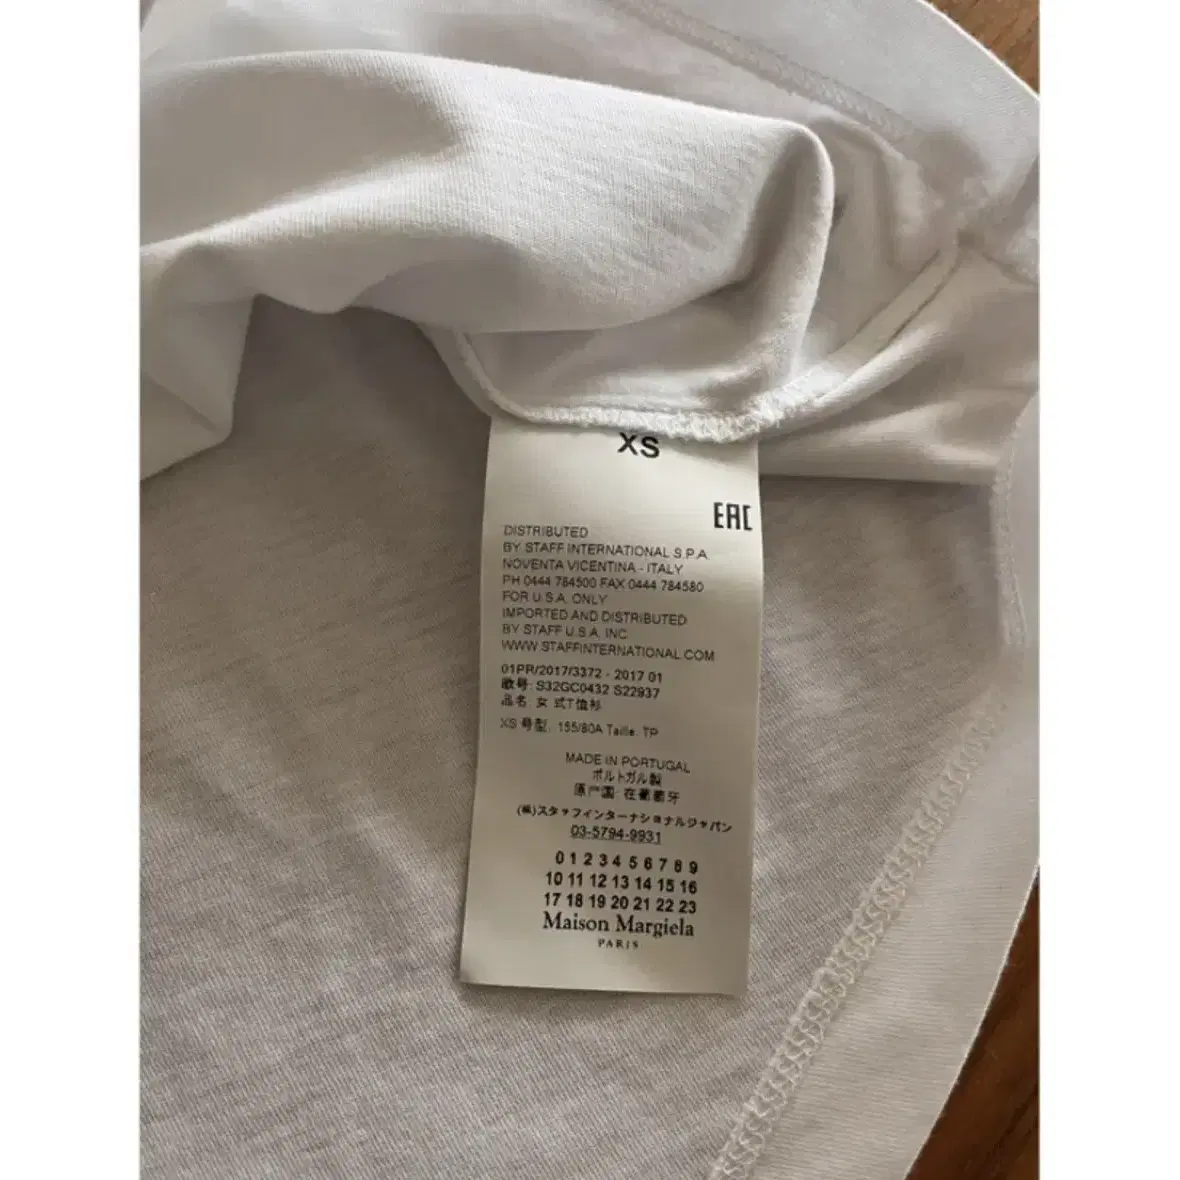 XS
EAC
DISTRIBUTED
BY STAFF INTERNATIONAL S.P.A.
NOVENTA VICENTINA - ITALY
PH 0444 784500 FAX 0444 784580
FOR U.S.A. ONLY
IMPORTED AND DISTRIBUTED
BY STAFF U.S.A. INC.
WWW.STAFFINTERNATIONAL.COM
01PR/2017/3372 - 2017 01
款号: S32GC0432 S22937
品名: 女 式T恤衫
XS 号型: 155/80A Taille: TP
MADE IN PORTUGAL
ポルトガル製
原产国: 在葡萄牙
(株)スタッフインターナショナルジャパン
03-5794-9931
0 1 2 3 4 5 6 7 8 9
10 11 12 13 14 15 16
17 18 19 20 21 22 23
Maison Margiela
PARIS